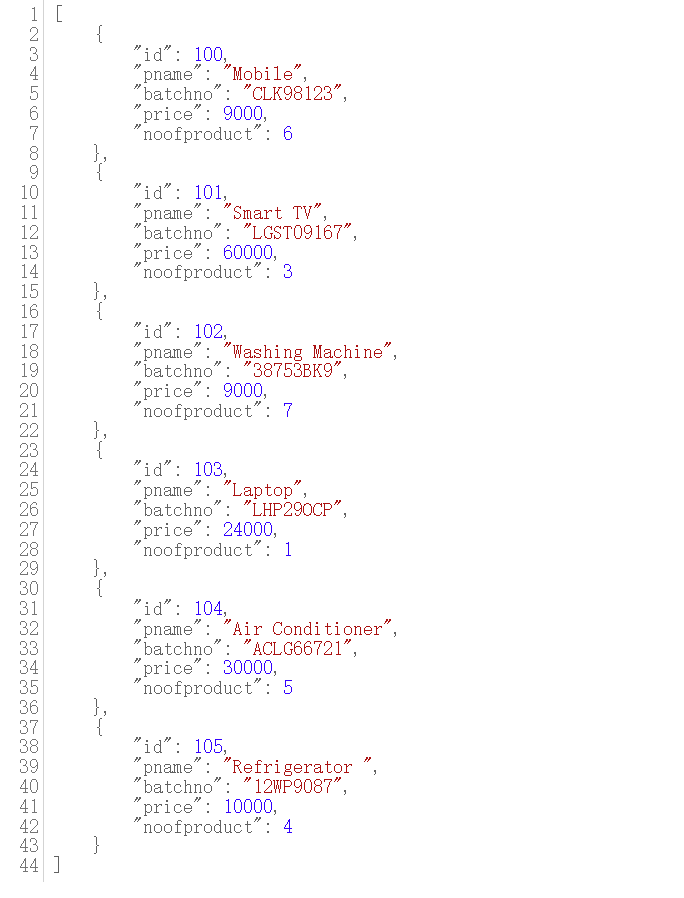 1 [
2 {
3 "id": 100,
4 "pname": "Mobile",
5 "batchno": "CLK98123",
6 "price": 9000,
7 "noofproduct": 6
8 },
9 {
10 "id": 101,
11 "pname": "Smart TV",
12 "batchno": "LGST09167",
13 "price": 60000,
14 "noofproduct": 3
15 },
16 {
17 "id": 102,
18 "pname": "Washing Machine",
19 "batchno": "38753BK9",
20 "price": 9000,
21 "noofproduct": 7
22 },
23 {
24 "id": 103,
25 "pname": "Laptop",
26 "batchno": "LHP29OCP",
27 "price": 24000,
28 "noofproduct": 1
29 },
30 {
31 "id": 104,
32 "pname": "Air Conditioner",
33 "batchno": "ACLG66721",
34 "price": 30000,
35 "noofproduct": 5
36 },
37 {
38 "id": 105,
39 "pname": "Refrigerator ",
40 "batchno": "12WP9087",
41 "price": 10000,
42 "noofproduct": 4
43 }
44 ]